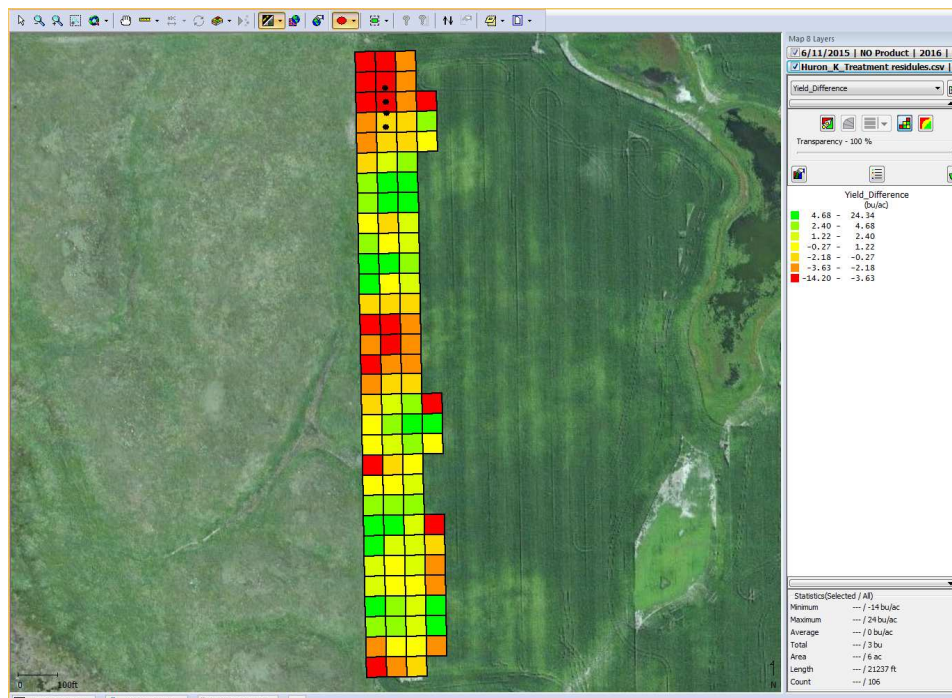 Map 8 Layers
6/11/2015 | NO Product | 2016 |
Huron_K_Treatment residules.csv |
Yield_Difference
Transparency - 100 %
Yield_Difference
(bu/ac)
4.68 - 24.34
2.40 - 4.68
1.22 - 2.40
-0.27 - 1.22
-2.18 - -0.27
-3.63 - -2.18
-14.20 - -3.63
Statistics(Selected / All)
Minimum --- / -14 bu/ac
Maximum --- / 24 bu/ac
Average --- / 0 bu/ac
Total --- / 3 bu
Area --- / 6 ac
Length --- / 21237 ft
Count --- / 106
0 100ft
N